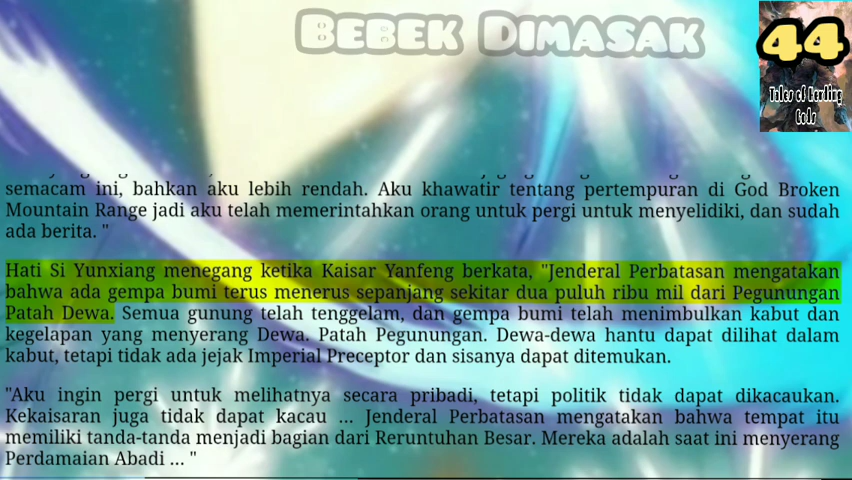 BEBEK DIMASAK
44
Tales of Herding
Gods
semacam ini, bahkan aku lebih rendah. Aku khawatir tentang pertempuran di God Broken
Mountain Range jadi aku telah memerintahkan orang untuk pergi untuk menyelidiki, dan sudah
ada berita. "
Hati Si Yunxiang menegang ketika Kaisar Yanfeng berkata, "Jenderal Perbatasan mengatakan
bahwa ada gempa bumi terus menerus sepanjang sekitar dua puluh ribu mil dari Pegunungan
Patah Dewa. Semua gunung telah tenggelam, dan gempa bumi telah menimbulkan kabut dan
kegelapan yang menyerang Dewa. Patah Pegunungan. Dewa-dewa hantu dapat dilihat dalam
kabut, tetapi tidak ada jejak Imperial Preceptor dan sisanya dapat ditemukan.
"Aku ingin pergi untuk melihatnya secara pribadi, tetapi politik tidak dapat dikacaukan.
Kekaisaran juga tidak dapat kacau ... Jenderal Perbatasan mengatakan bahwa tempat itu
memiliki tanda-tanda menjadi bagian dari Reruntuhan Besar. Mereka adalah saat ini menyerang
Perdamaian Abadi ... "